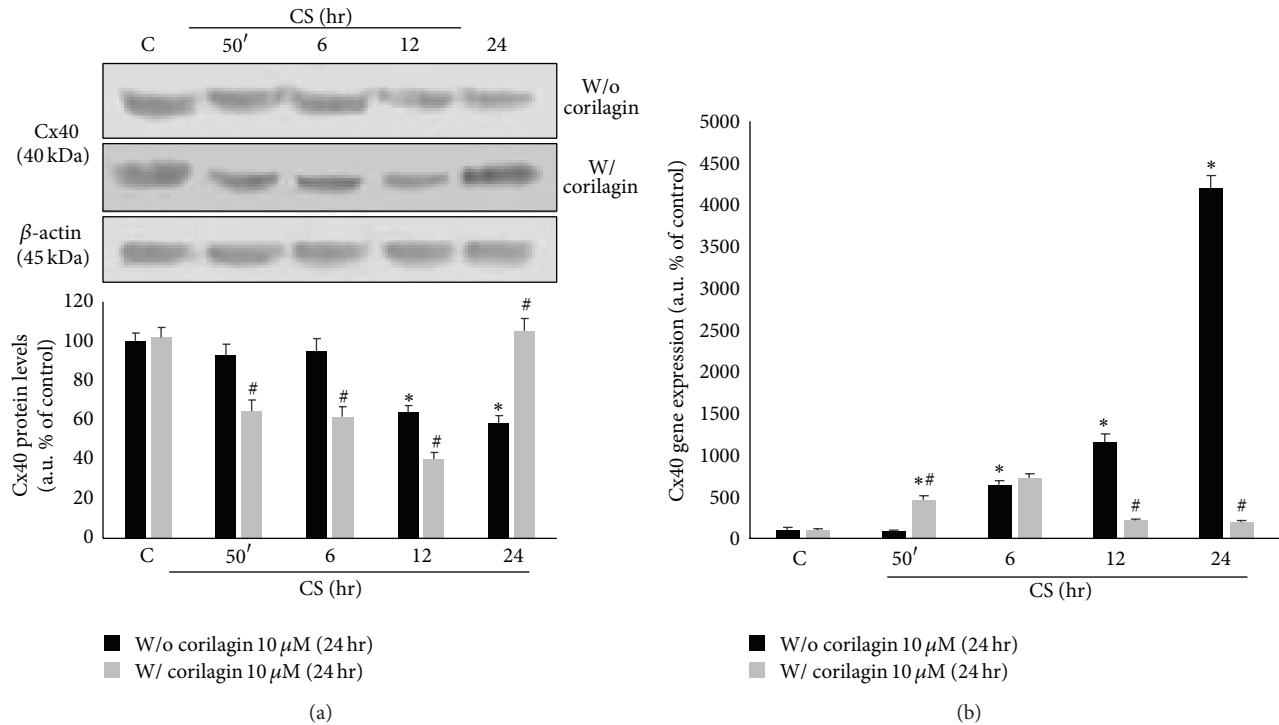 CS (hr)
C 50′ 6 12 24
Cx40
(40 kDa)
W/o
corilagin
W/
corilagin
β-actin
(45 kDa)
Cx40 protein levels
(a.u. % of control)
120
100
80
60
40
20
0
#
#
*
#
*
#
C 50′ 6 12 24
CS (hr)
W/o corilagin 10 μM (24 hr)
W/ corilagin 10 μM (24 hr)
(a)
Cx40 gene expression (a.u. % of control)
5000
4500
4000
3500
3000
2500
2000
1500
1000
500
0
*#
*
*
#
*
#
C 50′ 6 12 24
CS (hr)
W/o corilagin 10 μM (24 hr)
W/ corilagin 10 μM (24 hr)
(b)